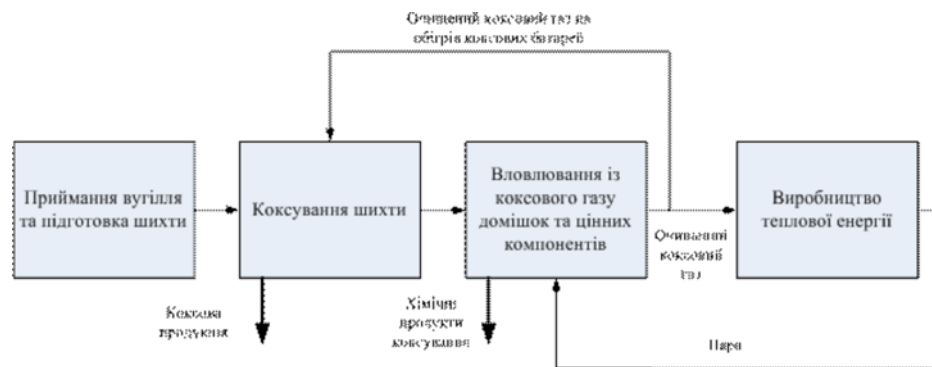 Очищений коксовий газ на
обігрів коксових батарей
Приймання вугілля
та підготовка шихти
Коксування шихти
Вловлювання із
коксового газу
домішок та цінних
компонентів
Виробництво
теплової енергії
Очищений
коксовий
газ
Коксова
продукція
Хімічні
продукти
коксування
Пара